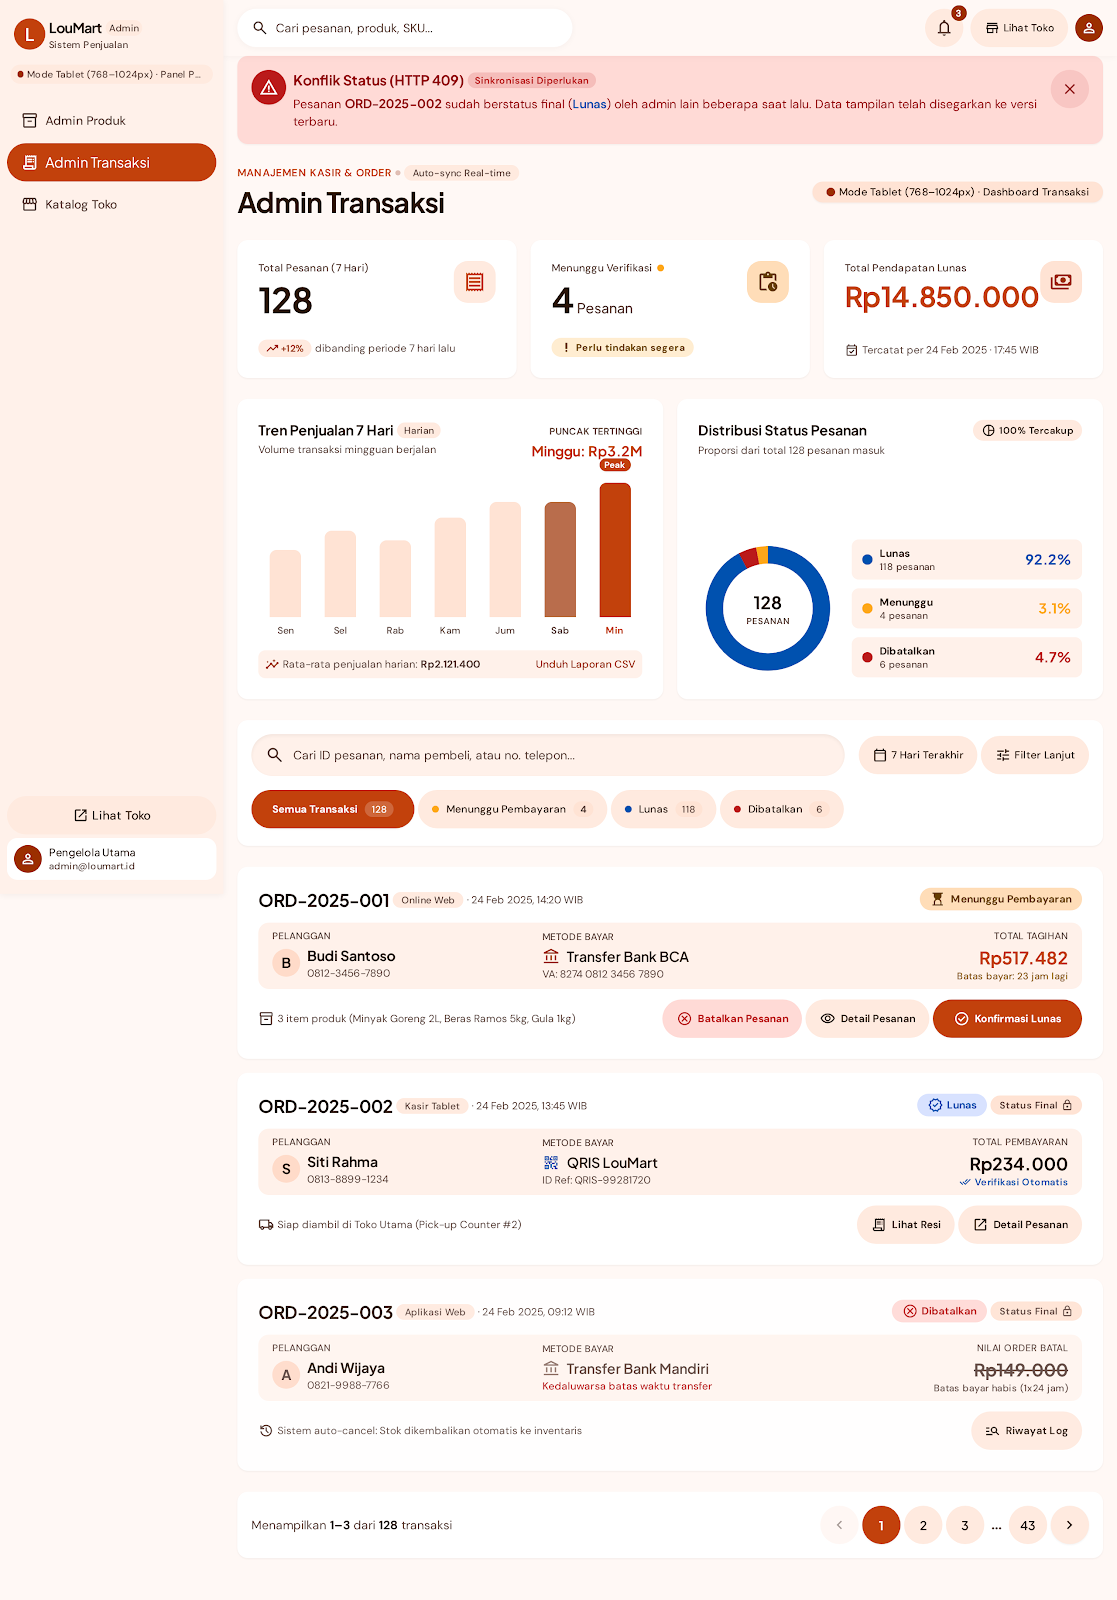 L LouMart Admin
Sistem Penjualan
Mode Tablet (768–1024px) · Panel P...
Admin Produk
Admin Transaksi
Katalog Toko
Lihat Toko
Pengelola Utama
admin@loumart.id
Cari pesanan, produk, SKU...
3
Lihat Toko
Konflik Status (HTTP 409) Sinkronisasi Diperlukan
Pesanan ORD-2025-002 sudah berstatus final (Lunas) oleh admin lain beberapa saat lalu. Data tampilan telah disegarkan ke versi
terbaru.
MANAJEMEN KASIR & ORDER Auto-sync Real-time
Admin Transaksi
Mode Tablet (768–1024px) · Dashboard Transaksi
Total Pesanan (7 Hari)
128
+12% dibanding periode 7 hari lalu
Menunggu Verifikasi
4 Pesanan
! Perlu tindakan segera
Total Pendapatan Lunas
Rp14.850.000
Tercatat per 24 Feb 2025 · 17:45 WIB
Tren Penjualan 7 Hari Harian
Volume transaksi mingguan berjalan
PUNCAK TERTINGGI
Minggu: Rp3.2M
Peak
Sen Sel Rab Kam Jum Sab Min
Rata-rata penjualan harian: Rp2.121.400
Unduh Laporan CSV
Distribusi Status Pesanan
Proporsi dari total 128 pesanan masuk
100% Tercakup
128
PESANAN
Lunas
118 pesanan
92.2%
Menunggu
4 pesanan
3.1%
Dibatalkan
6 pesanan
4.7%
Cari ID pesanan, nama pembeli, atau no. telepon...
7 Hari Terakhir
Filter Lanjut
Semua Transaksi 128
Menunggu Pembayaran 4
Lunas 118
Dibatalkan 6
ORD-2025-001 Online Web · 24 Feb 2025, 14:20 WIB
Menunggu Pembayaran
PELANGGAN
B
Budi Santoso
0812-3456-7890
METODE BAYAR
Transfer Bank BCA
VA: 8274 0812 3456 7890
TOTAL TAGIHAN
Rp517.482
Batas bayar: 23 jam lagi
3 item produk (Minyak Goreng 2L, Beras Ramos 5kg, Gula 1kg)
Batalkan Pesanan
Detail Pesanan
Konfirmasi Lunas
ORD-2025-002 Kasir Tablet · 24 Feb 2025, 13:45 WIB
Lunas
Status Final
PELANGGAN
S
Siti Rahma
0813-8899-1234
METODE BAYAR
QRIS LouMart
ID Ref: QRIS-99281720
TOTAL PEMBAYARAN
Rp234.000
Verifikasi Otomatis
Siap diambil di Toko Utama (Pick-up Counter #2)
Lihat Resi
Detail Pesanan
ORD-2025-003 Aplikasi Web · 24 Feb 2025, 09:12 WIB
Dibatalkan
Status Final
PELANGGAN
A
Andi Wijaya
0821-9988-7766
METODE BAYAR
Transfer Bank Mandiri
Kedaluwarsa batas waktu transfer
NILAI ORDER BATAL
Rp149.000
Batas bayar habis (1x24 jam)
Sistem auto-cancel: Stok dikembalikan otomatis ke inventaris
Riwayat Log
Menampilkan 1–3 dari 128 transaksi
1 2 3 ... 43